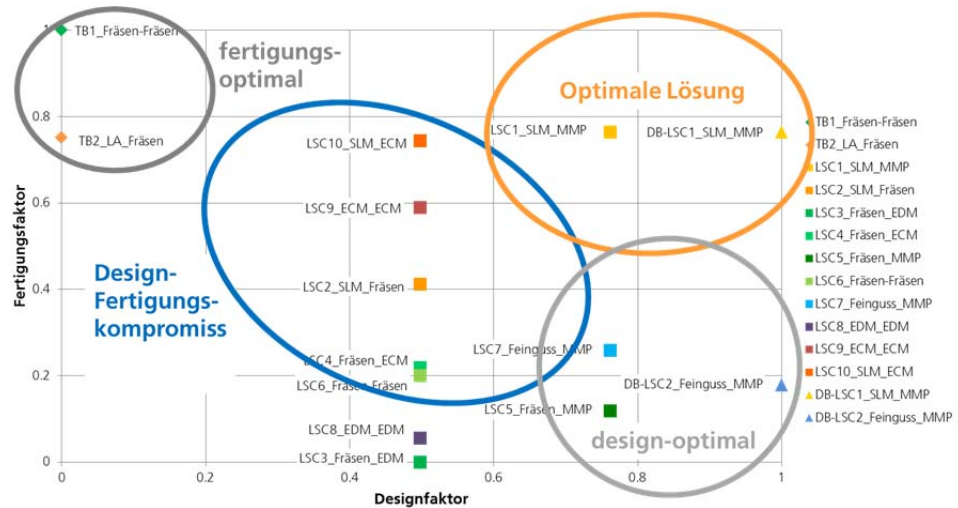 1
TB1_Fräsen-Fräsen
fertigungs-
optimal
Optimale Lösung
0.8
TB2_LA_Fräsen
LSC10_SLM_ECM
LSC1_SLM_MMP
DB-LSC1_SLM_MMP
0.6
LSC9_ECM_ECM
Fertigungsfaktor
Design-
Fertigungs-
kompromiss
0.4
LSC2_SLM_Fräsen
LSC4_Fräsen_ECM
LSC7_Feinguss_MMP
0.2
LSC6_Fräsen-Fräsen
DB-LSC2_Feinguss_MMP
LSC5_Fräsen_MMP
LSC8_EDM_EDM
design-optimal
LSC3_Fräsen_EDM
0
0
0.2
0.4
0.6
0.8
1
Designfaktor
TB1_Fräsen-Fräsen
TB2_LA_Fräsen
LSC1_SLM_MMP
LSC2_SLM_Fräsen
LSC3_Fräsen_EDM
LSC4_Fräsen_ECM
LSC5_Fräsen_MMP
LSC6_Fräsen-Fräsen
LSC7_Feinguss_MMP
LSC8_EDM_EDM
LSC9_ECM_ECM
LSC10_SLM_ECM
DB-LSC1_SLM_MMP
DB-LSC2_Feinguss_MMP